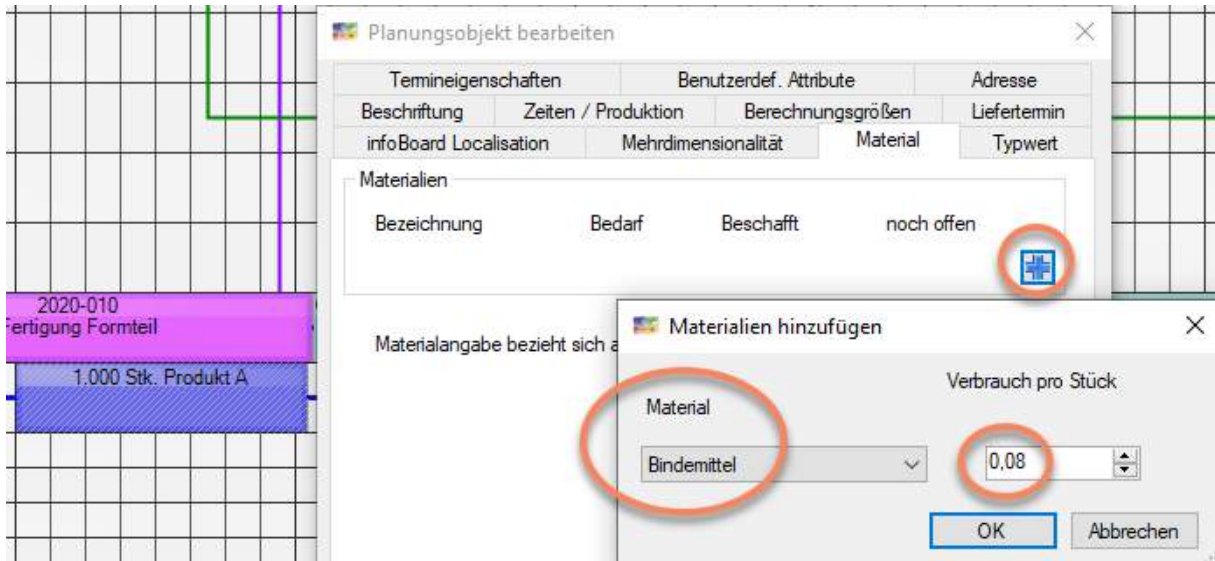 Planungsobjekt bearbeiten
Termineigenschaften Benutzerdef. Attribute Adresse
Beschriftung Zeiten / Produktion Berechnungsgrößen Liefertermin
infoBoard Localisation Mehrdimensionalität Material Typwert
Materialien
Bezeichnung Bedarf Beschafft noch offen
2020-010
Fertigung Formteil
1.000 Stk. Produkt A
Materialangabe bezieht sich
Materialien hinzufügen
Verbrauch pro Stück
Material
Bindemittel 0,08
OK Abbrechen